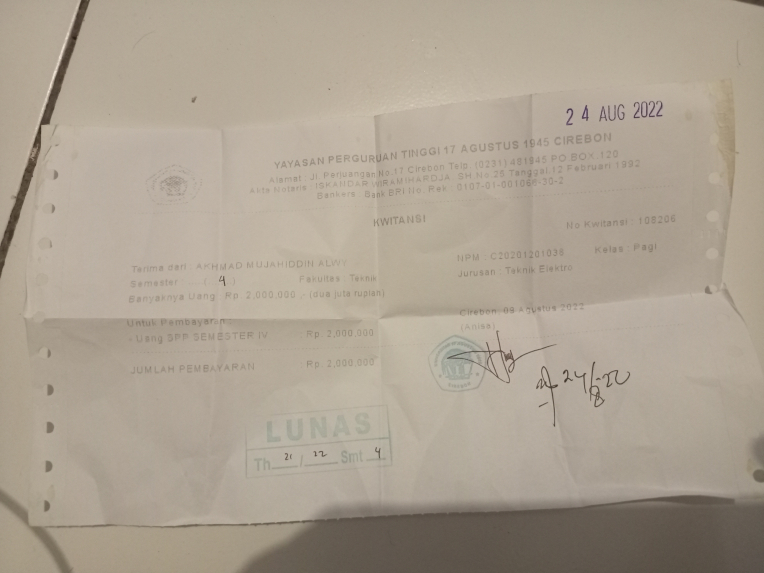 24 AUG 2022
YAYASAN PERGURUAN TINGGI 17 AGUSTUS 1945 CIREBON
Alamat : Jl. Perjuangan No.17 Cirebon Telp. (0231) 481945 PO.BOX.120
Akte Notaris : ISKANDAR WIRAMIHARDJA, SH No.26 Tanggal,12 Februari 1992
Bankers : Bank BRI No. Rek. 0107-01-001068-30-2
KWITANSI
No Kwitansi : 108206
Terima dari : AKHMAD MUJAHIDDIN ALWI
NPM : C20201201036 Kelas : Pagi
Semester : ( 4 ) Fakultas : Teknik
Jurusan : Teknik Elektro
Banyaknya Uang : Rp. 2,000,000 ,- (dua juta rupiah)
Untuk Pembayaran :
Cirebon, 09 Agustus 2022
(Anisa)
- Uang SPP SEMESTER IV Rp. 2,000,000
JUMLAH PEMBAYARAN Rp. 2,000,000
24/8-22
LUNAS
Th 21 / 22 Smt 4